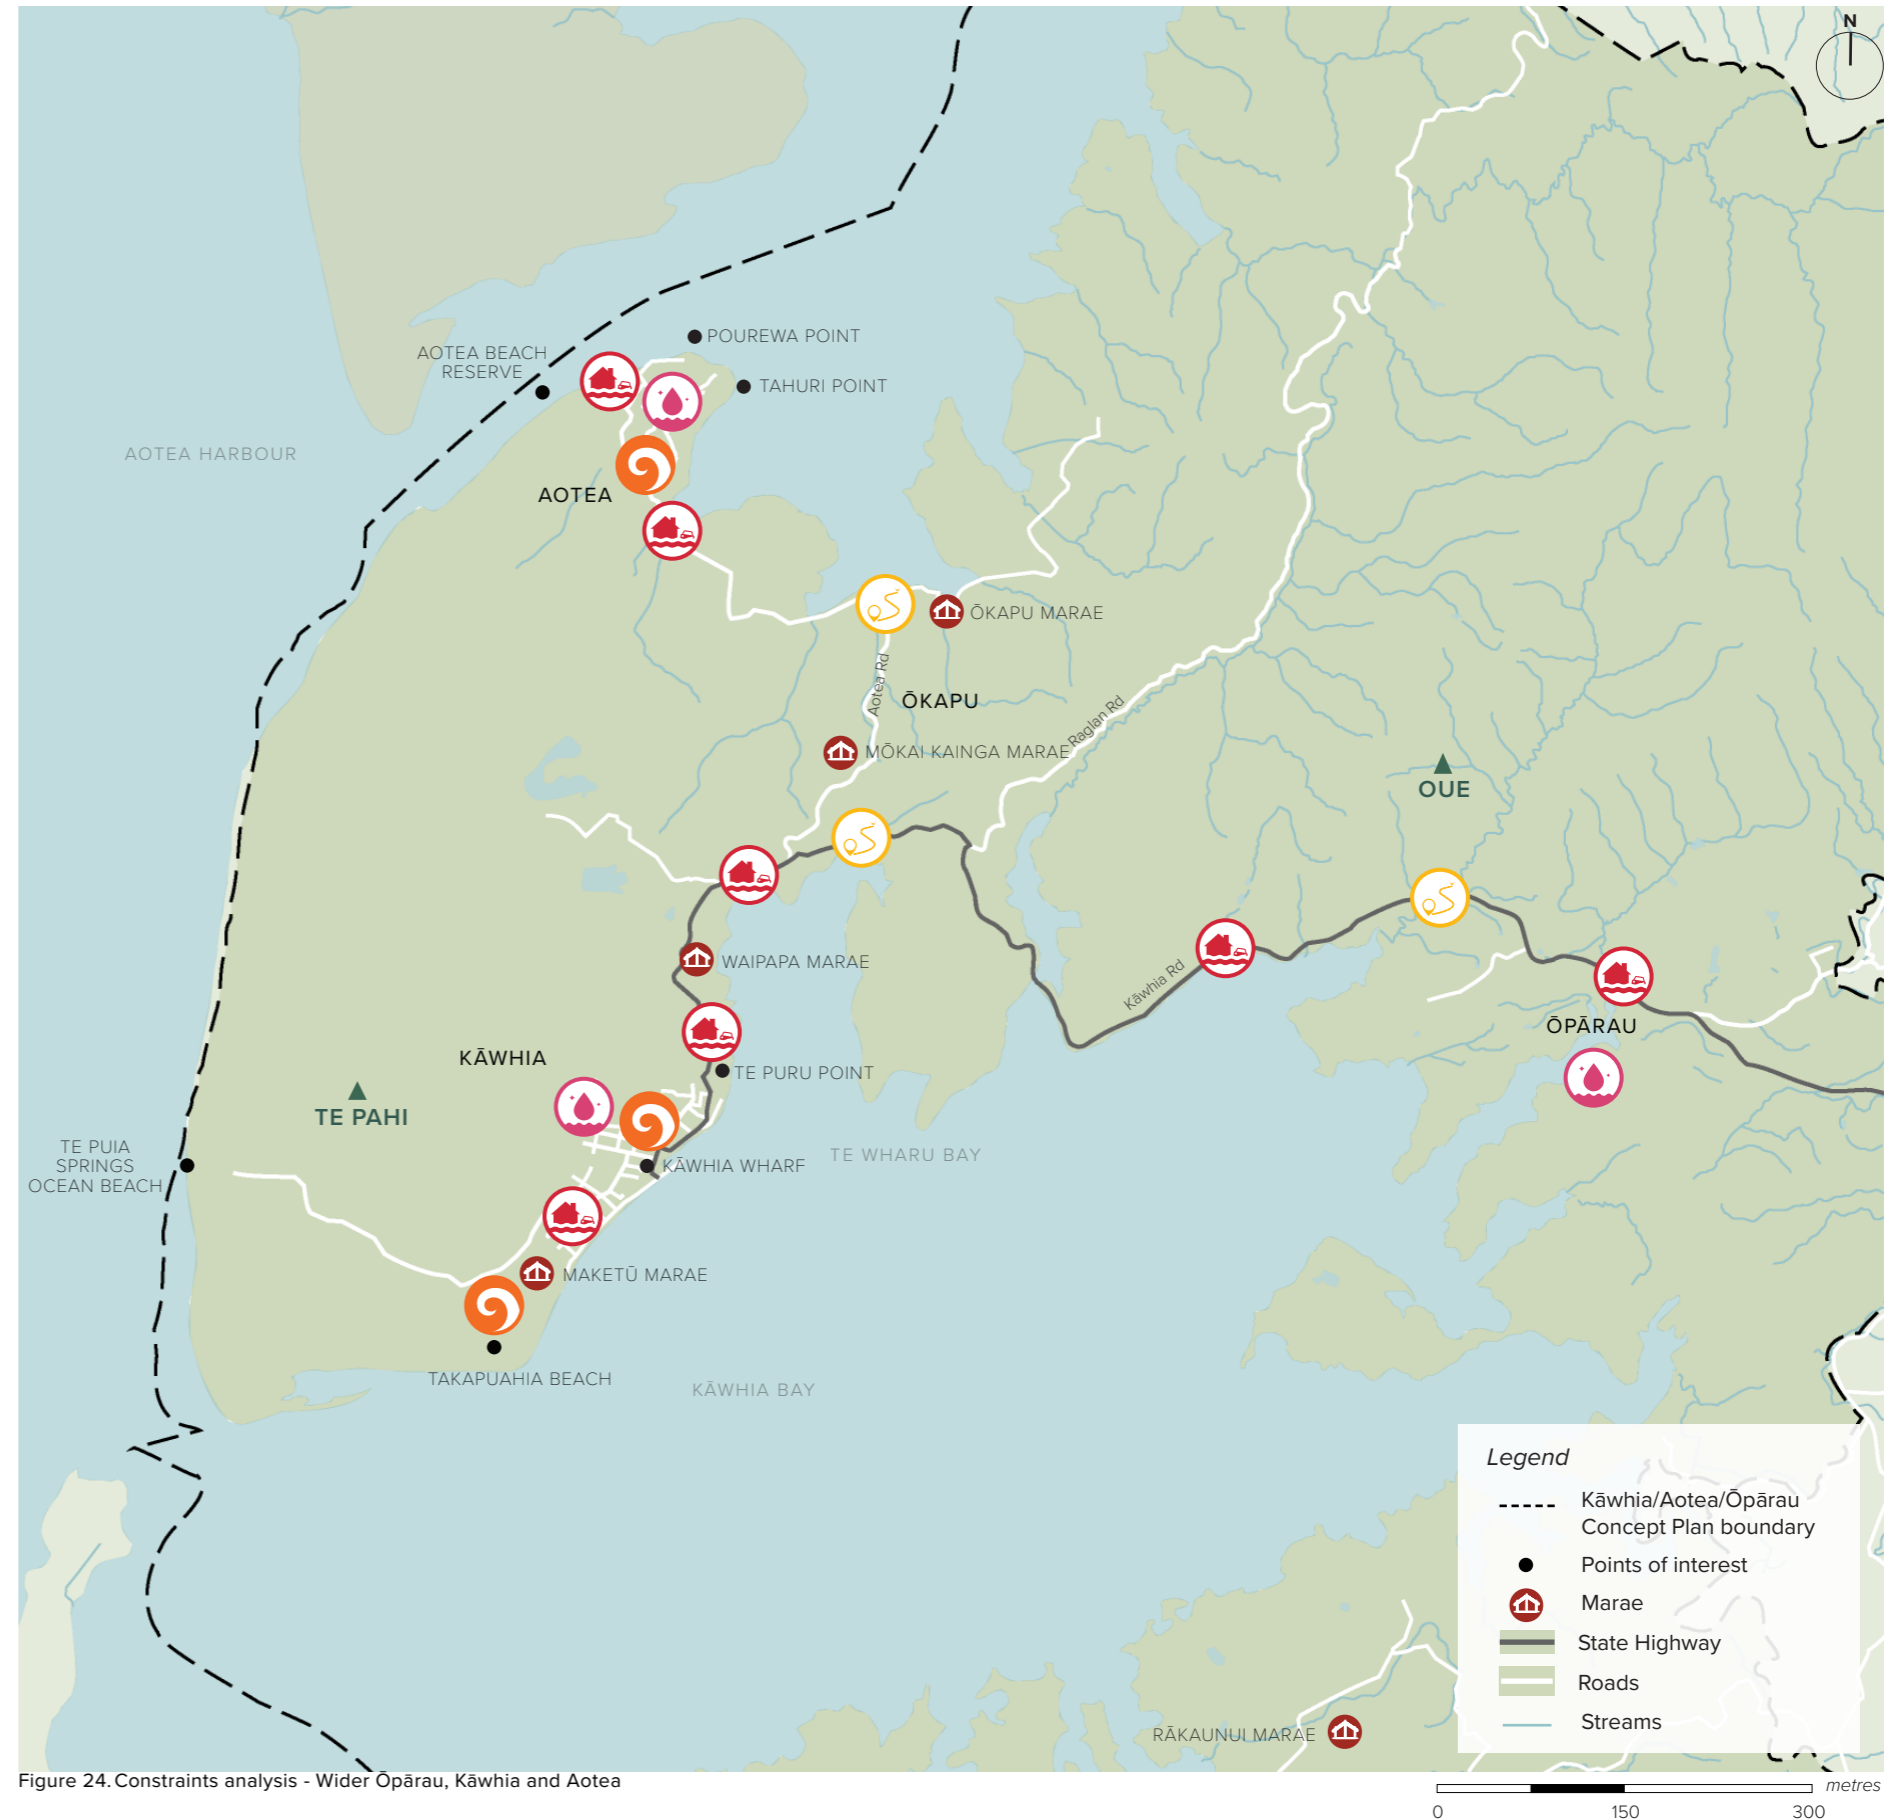 N
POUREWA POINT
AOTEA BEACH
RESERVE
TAHURI POINT
AOTEA HARBOUR
AOTEA
ŌKAPU MARAE
Aotea Rd
ŌKAPU
Raglan Rd
MŌKAI KAINGA MARAE
OUE
WAIPAPA MARAE
Kāwhia Rd
ŌPĀRAU
KĀWHIA
TE PURU POINT
TE PAHI
TE PUIA
SPRINGS
OCEAN BEACH
TE WHARU BAY
KĀWHIA WHARF
MAKETŪ MARAE
TAKAPUAHIA BEACH
KĀWHIA BAY
Legend
Kāwhia/Aotea/Ōpārau
Concept Plan boundary
Points of interest
Marae
State Highway
Roads
Streams
RĀKAUNUI MARAE
Figure 24. Constraints analysis - Wider Ōpārau, Kāwhia and Aotea
metres
0 150 300